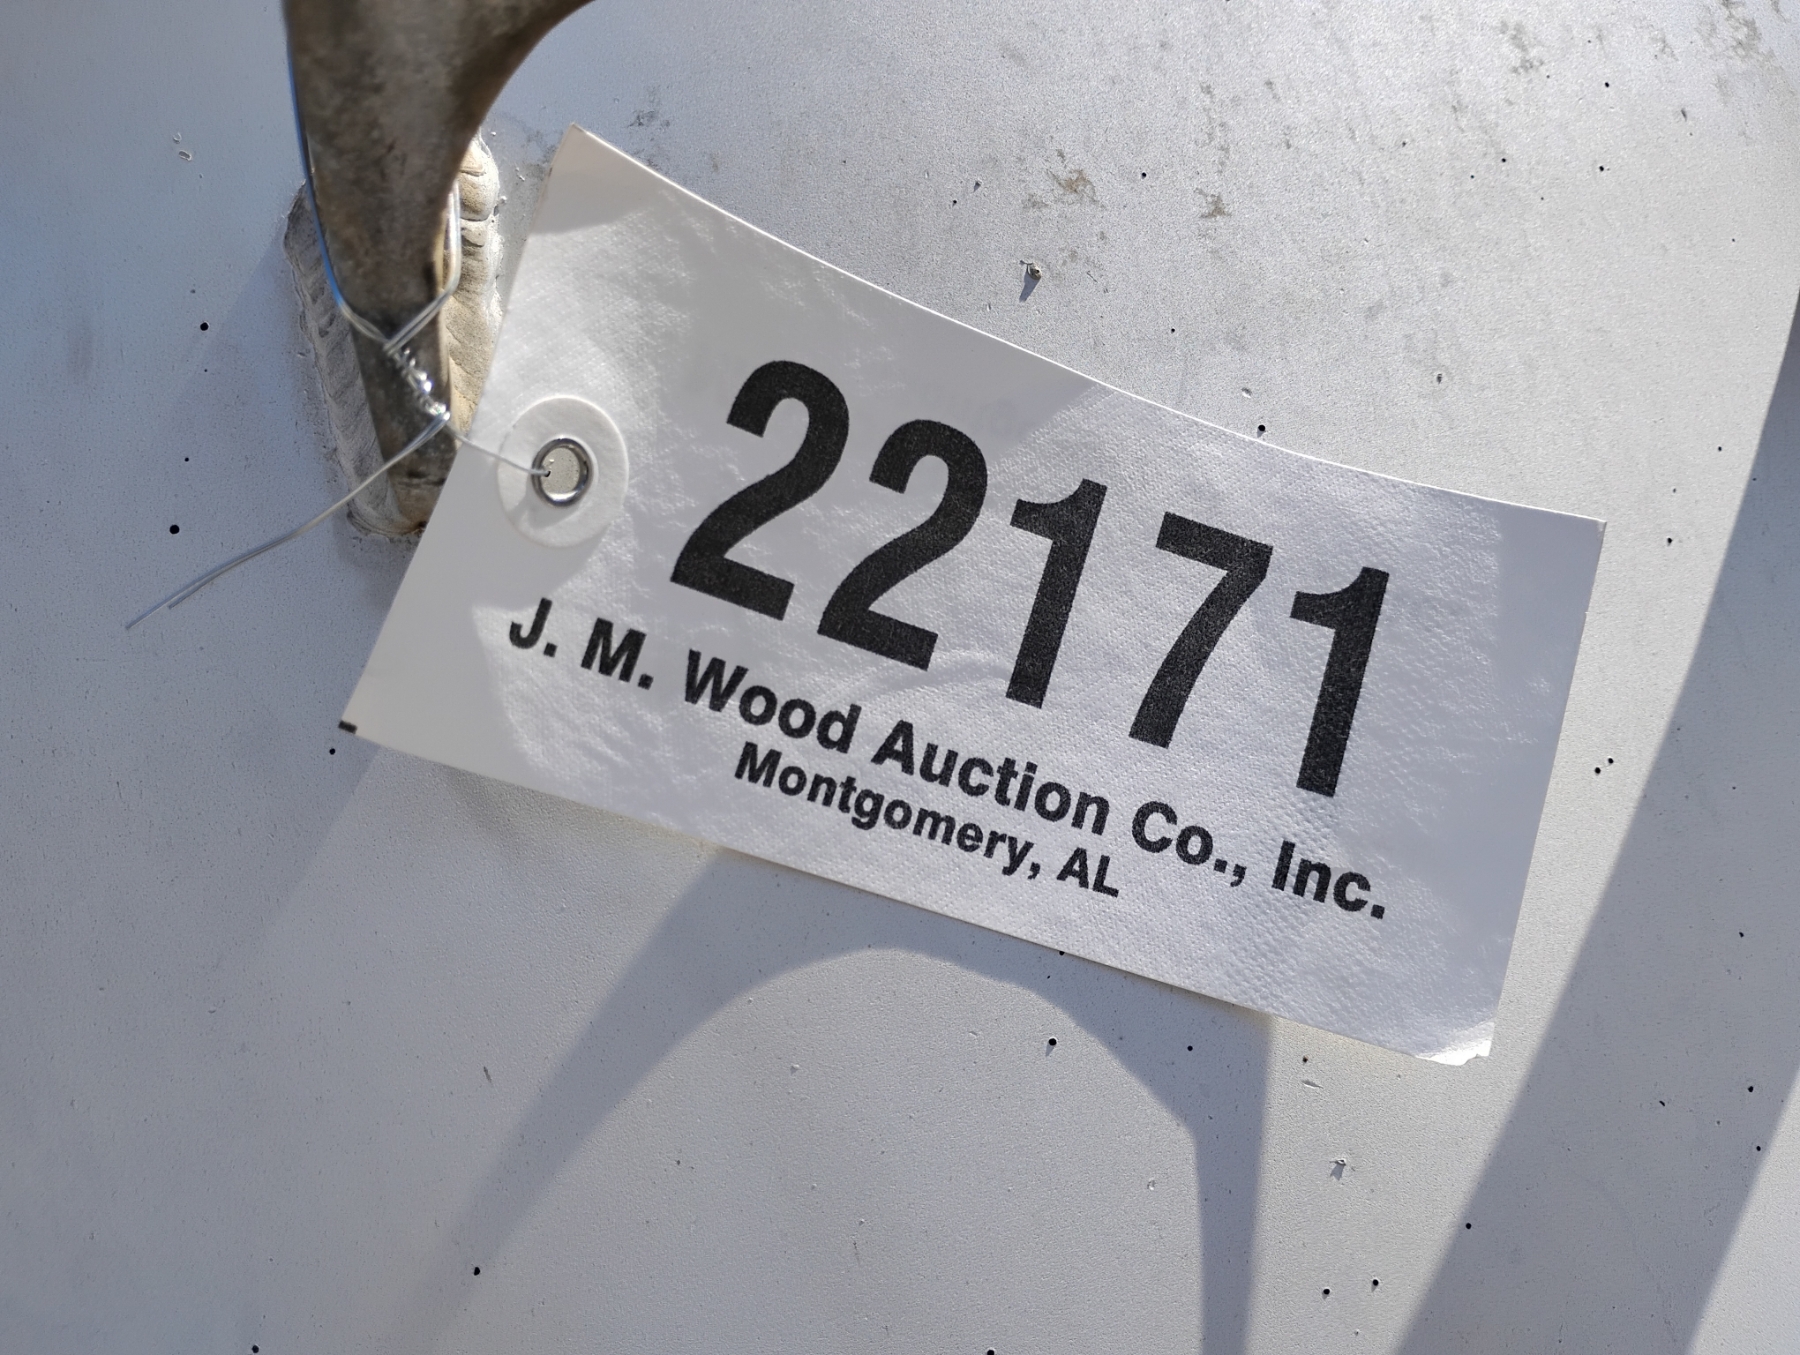 22171
J. M. Wood Auction Co., Inc.
Montgomery, AL